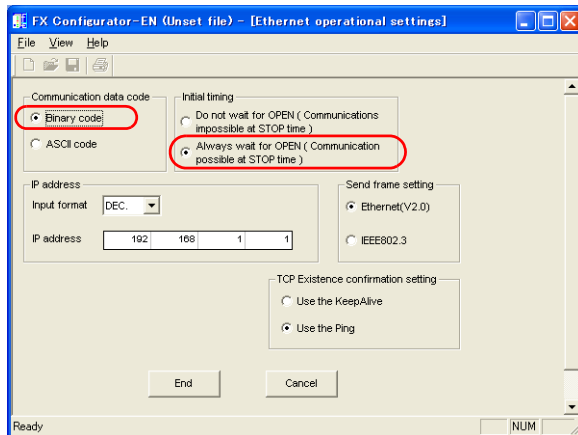 FX Configurator-EN (Unset file) - [Ethernet operational settings]
File View Help
Communication data code
Binary code
ASCII code
Initial timing
Do not wait for OPEN ( Communications
impossible at STOP time )
Always wait for OPEN ( Communication
possible at STOP time )
IP address
Input format DEC.
IP address 192 168 1 1
Send frame setting
Ethernet(V2.0)
IEEE802.3
TCP Existence confirmation setting
Use the KeepAlive
Use the Ping
End Cancel
Ready NUM